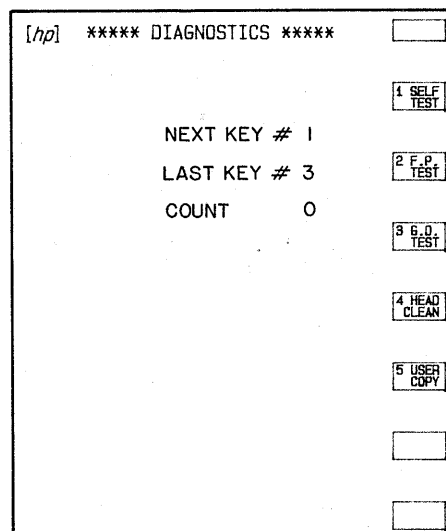 [hp] ***** DIAGNOSTICS *****
1 SELF TEST
NEXT KEY # 1
2 F.P. TEST
LAST KEY # 3
COUNT 0
3 G.D. TEST
4 HEAD CLEAN
5 USER COPY